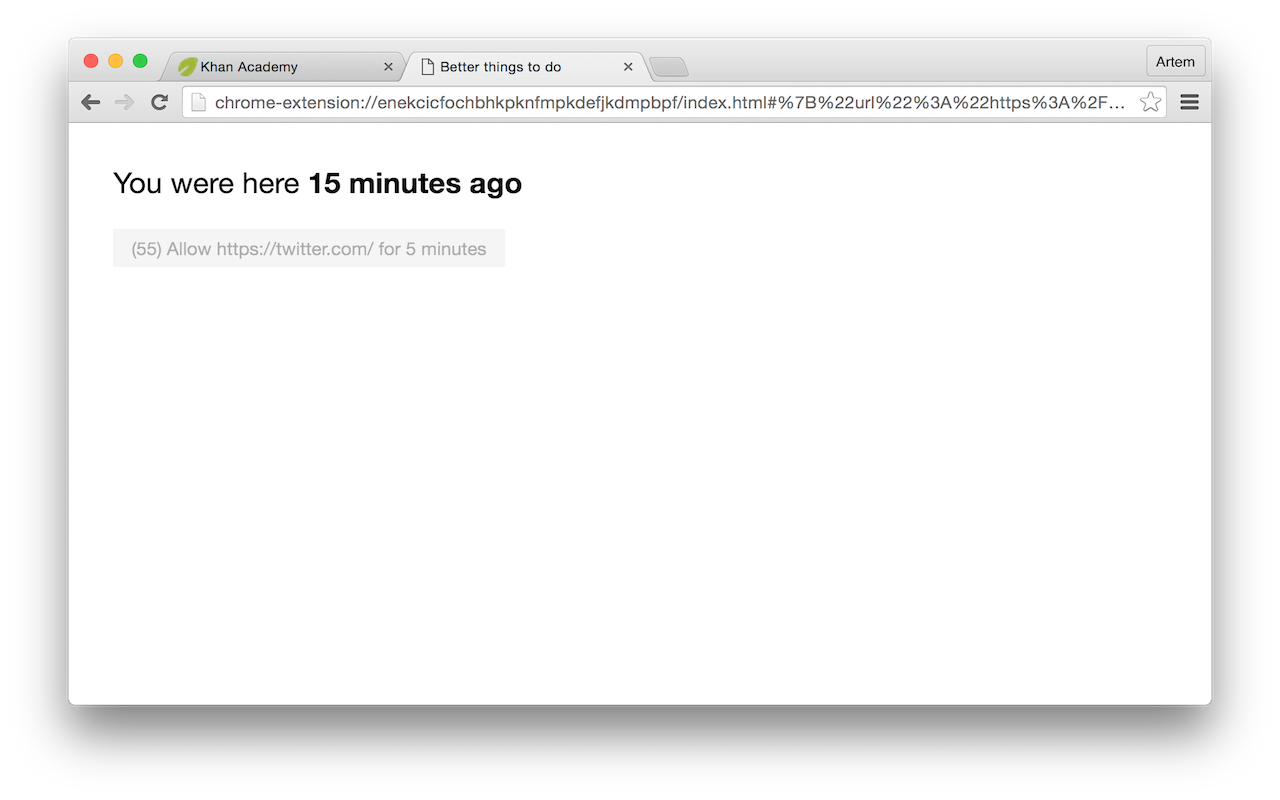 Khan Academy
Better things to do
Artem
chrome-extension://enekcicfochbhkpknfmpkdefjkdmpbpf/index.html#%7B%22url%22%3A%22https%3A%2F...
You were here 15 minutes ago
(55) Allow https://twitter.com/ for 5 minutes